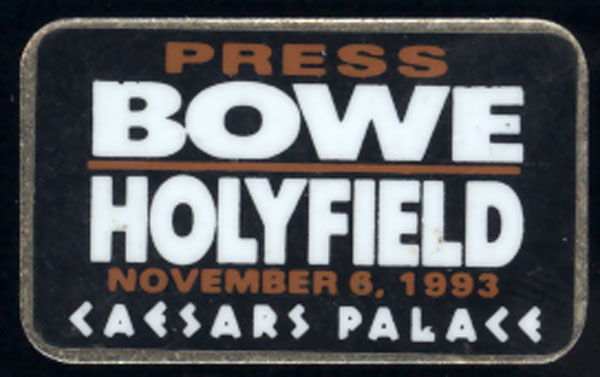 PRESS
BOWE
HOLYFIELD
NOVEMBER 6, 1993
CAESARS PALACE